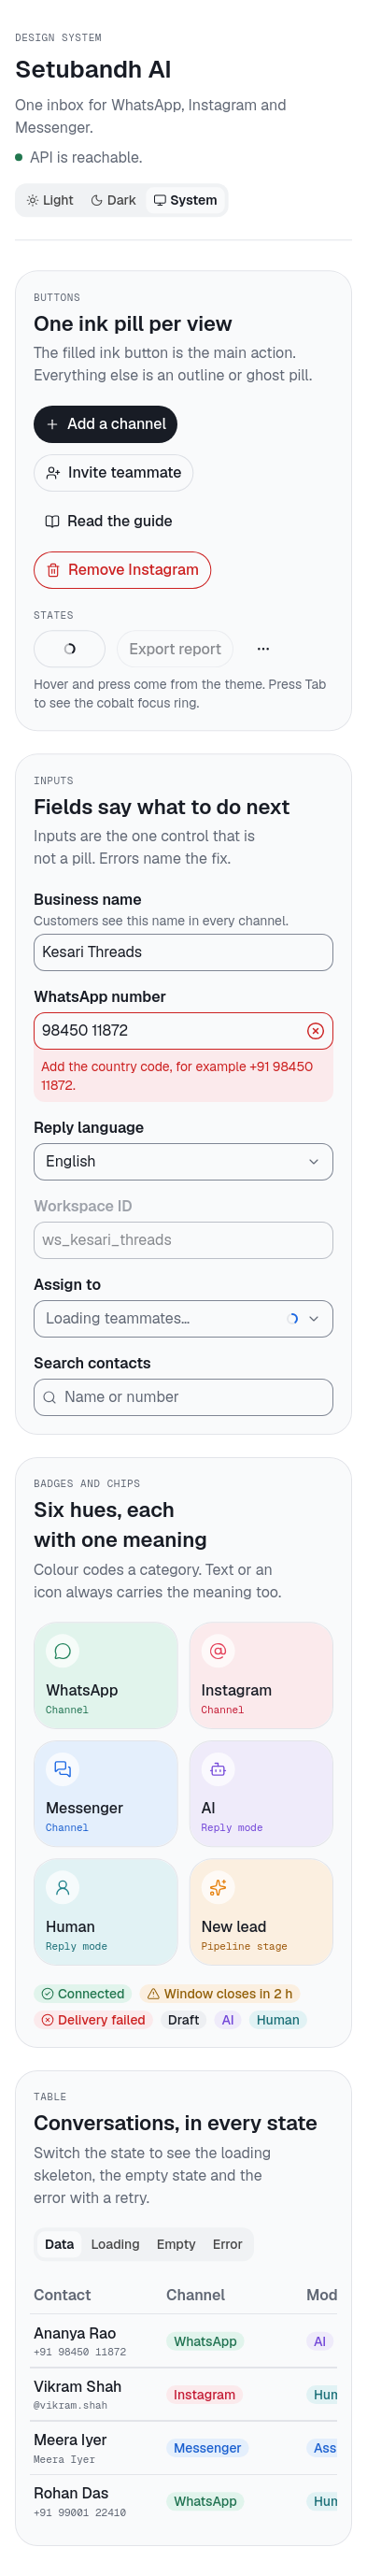 DESIGN SYSTEM
Setubandh AI
One inbox for WhatsApp, Instagram and
Messenger.
API is reachable.
Light Dark System
BUTTONS
One ink pill per view
The filled ink button is the main action.
Everything else is an outline or ghost pill.
Add a channel
Invite teammate
Read the guide
Remove Instagram
STATES
Export report
Hover and press come from the theme. Press Tab
to see the cobalt focus ring.
INPUTS
Fields say what to do next
Inputs are the one control that is
not a pill. Errors name the fix.
Business name
Customers see this name in every channel.
Kesari Threads
WhatsApp number
98450 11872
Add the country code, for example +91 98450
11872.
Reply language
English
Workspace ID
ws_kesari_threads
Assign to
Loading teammates...
Search contacts
Name or number
BADGES AND CHIPS
Six hues, each
with one meaning
Colour codes a category. Text or an
icon always carries the meaning too.
WhatsApp
Channel
Instagram
Channel
Messenger
Channel
AI
Reply mode
Human
Reply mode
New lead
Pipeline stage
Connected Window closes in 2 h
Delivery failed Draft AI Human
TABLE
Conversations, in every state
Switch the state to see the loading
skeleton, the empty state and the
error with a retry.
Data Loading Empty Error
Contact Channel Mod
Ananya Rao
+91 98450 11872
WhatsApp AI
Vikram Shah
@vikram.shah
Instagram Hum
Meera Iyer
Meera Iyer
Messenger Ass
Rohan Das
+91 99001 22410
WhatsApp Hum